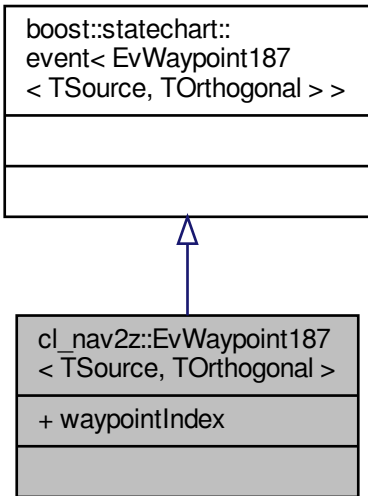 boost::statechart::
event< EvWaypoint187
< TSource, TOrthogonal > >
cl_nav2z::EvWaypoint187
< TSource, TOrthogonal >
+ waypointIndex